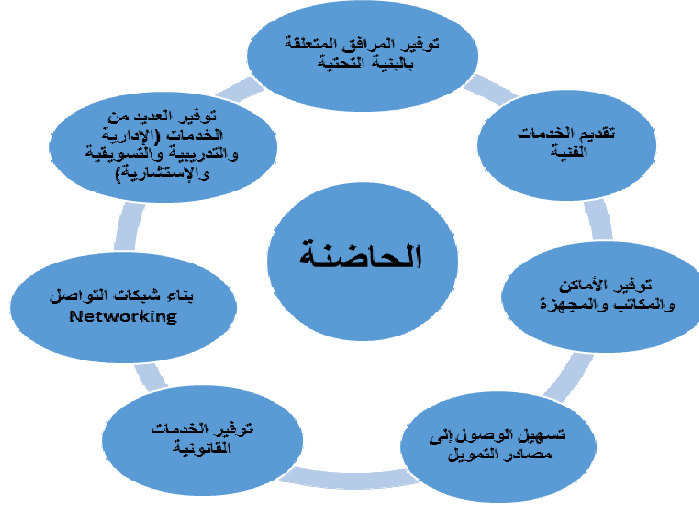 توفير المرافق المتعلقة
بالبنية التحتية
تقديم الخدمات
الفنية
توفير الأماكن
والمكاتب والمجهزة
تسهيل الوصول إلى
مصادر التمويل
توفير الخدمات
القانونية
بناء شبكات التواصل
Networking
توفير العديد من
الخدمات (الإدارية
والتدريبية والتسويقية
والإستشارية)
الحاضنة